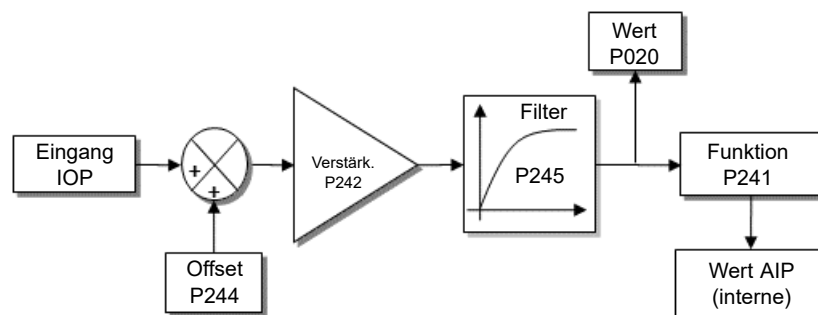 Eingang
IOP
+
+
Offset
P244
Verstärk.
P242
Filter
P245
Wert
P020
Funktion
P241
Wert AIP
(interne)